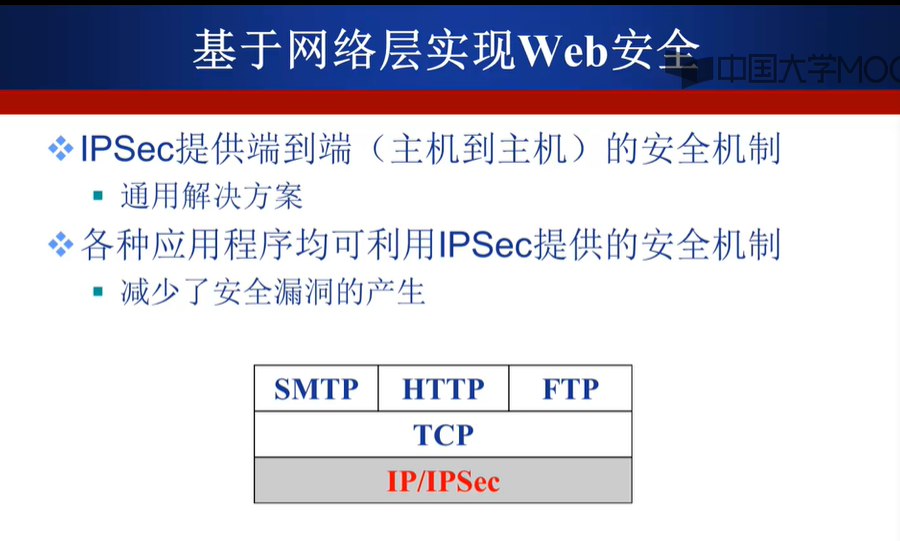 基于网络层实现Web安全
中国大学MOO
IPSec提供端到端（主机到主机）的安全机制
通用解决方案
各种应用程序均可利用IPSec提供的安全机制
减少了安全漏洞的产生
SMTP HTTP FTP
TCP
IP/IPSec